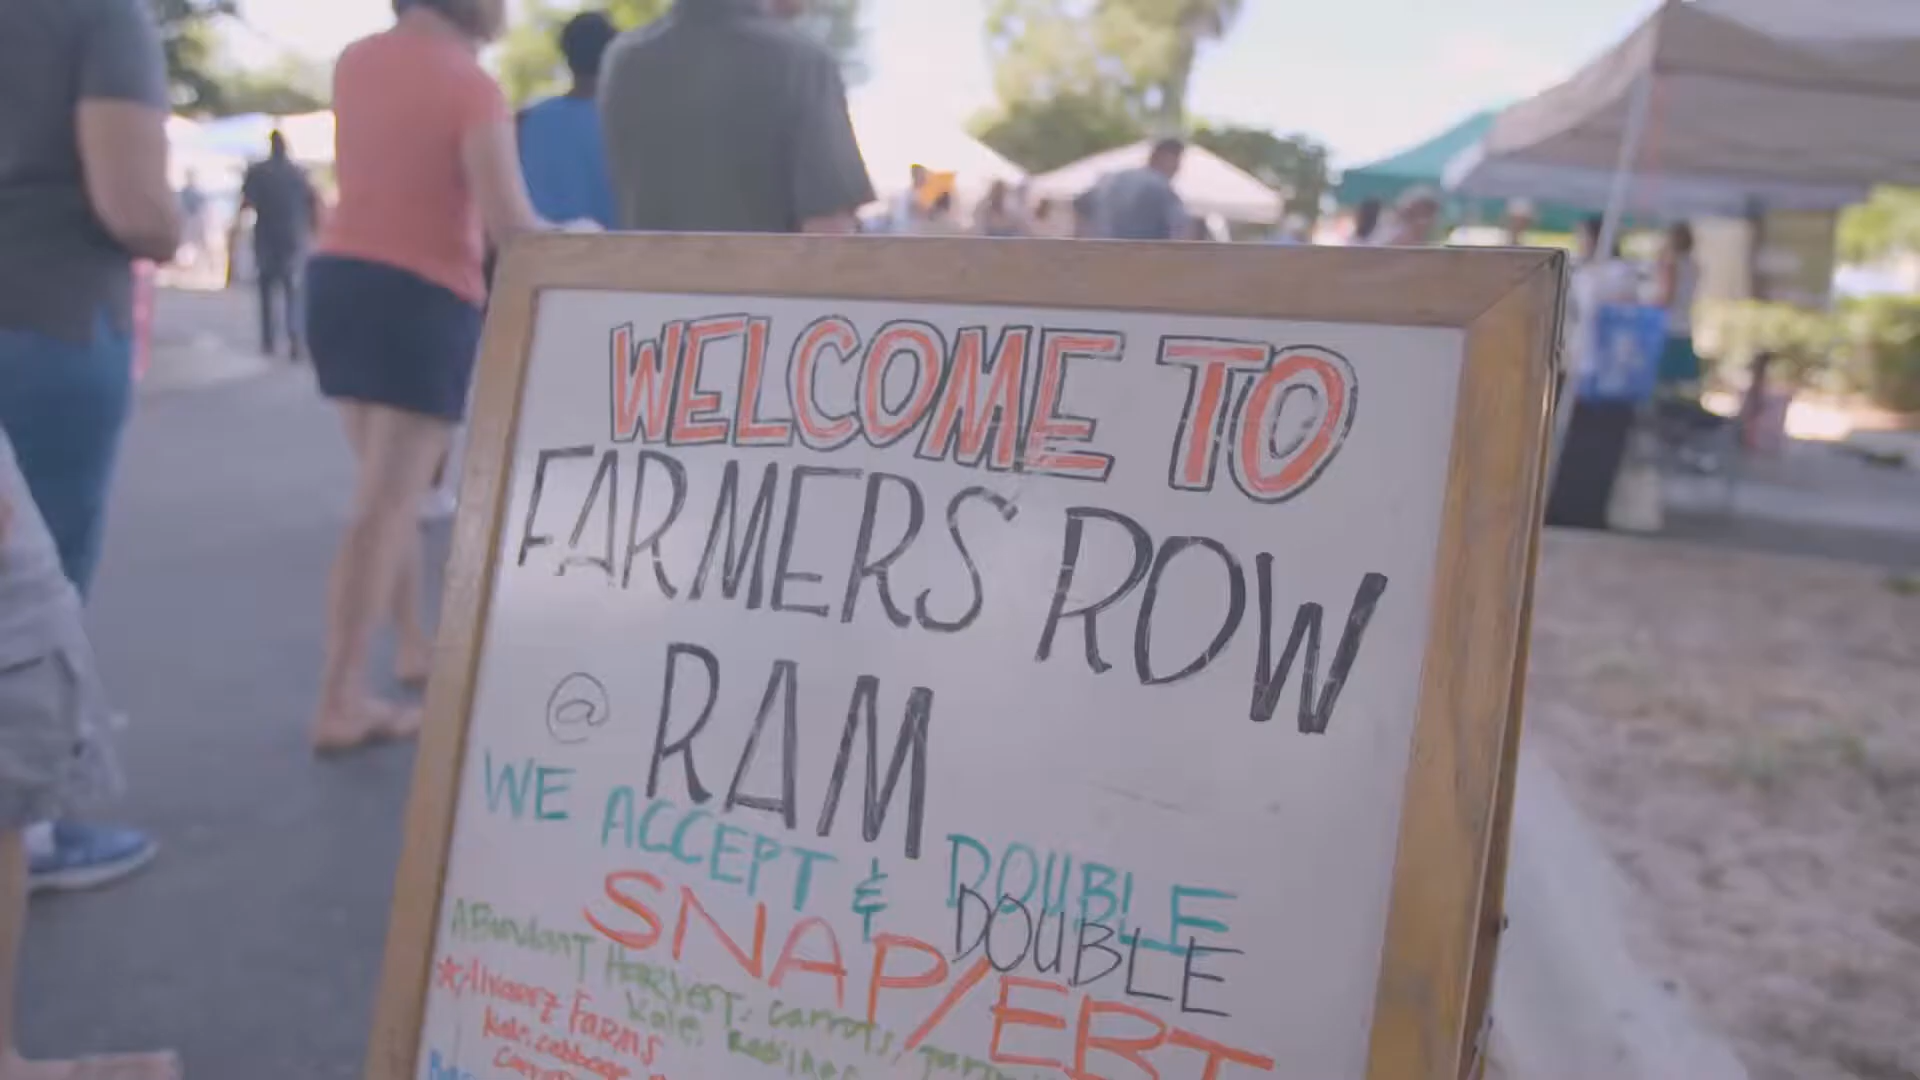 WELCOME TO
FARMERS ROW
@ RAM
WE ACCEPT & DOUBLE
DOUBLE
SNAP/EBT
Abundant Harvest: Carrots,
Kale,
*Alvarez Farms
Kale, cabbage